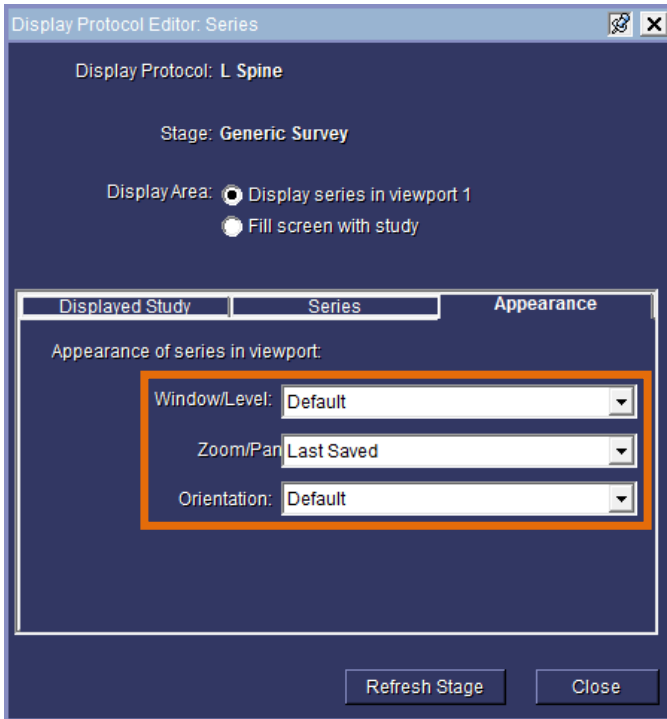 Display Protocol Editor: Series
Display Protocol: L Spine
Stage: Generic Survey
Display Area: Display series in viewport 1
Fill screen with study
Displayed Study Series Appearance
Appearance of series in viewport:
Window/Level: Default
Zoom/Pan Last Saved
Orientation: Default
Refresh Stage Close